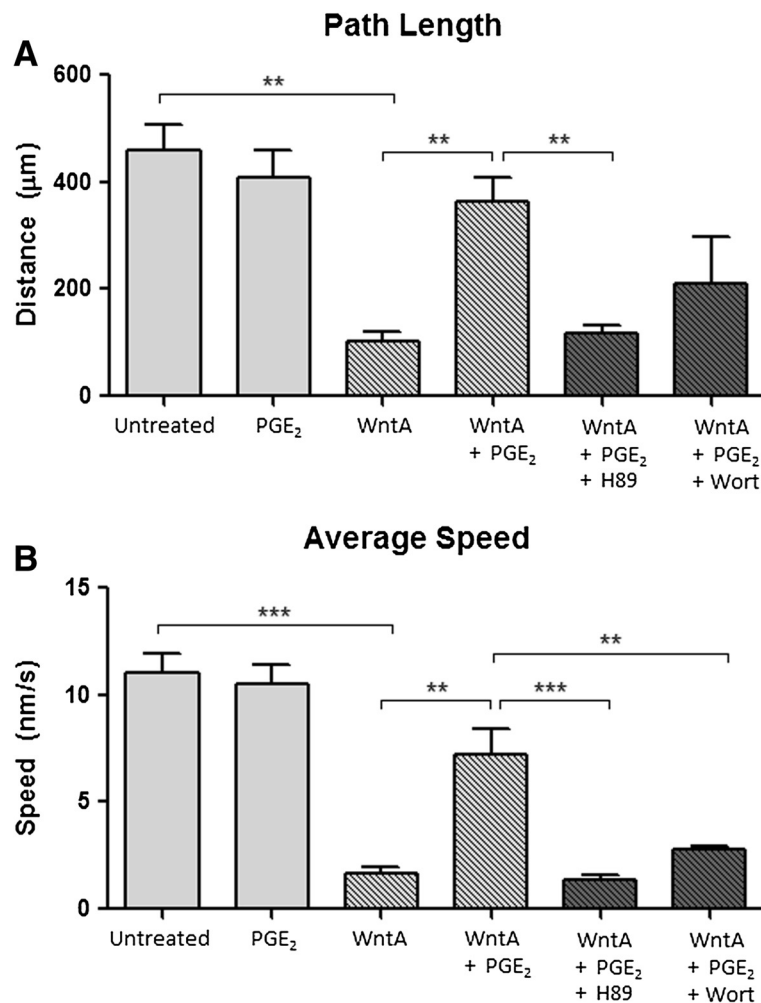 Path Length
A
600
400
200
0
Distance (μm)
**
**
**
Untreated
PGE₂
WntA
WntA
+ PGE₂
WntA
+ PGE₂
+ H89
WntA
+ PGE₂
+ Wort
Average Speed
B
15
10
5
0
Speed (nm/s)
***
**
**
***
Untreated
PGE₂
WntA
WntA
+ PGE₂
WntA
+ PGE₂
+ H89
WntA
+ PGE₂
+ Wort